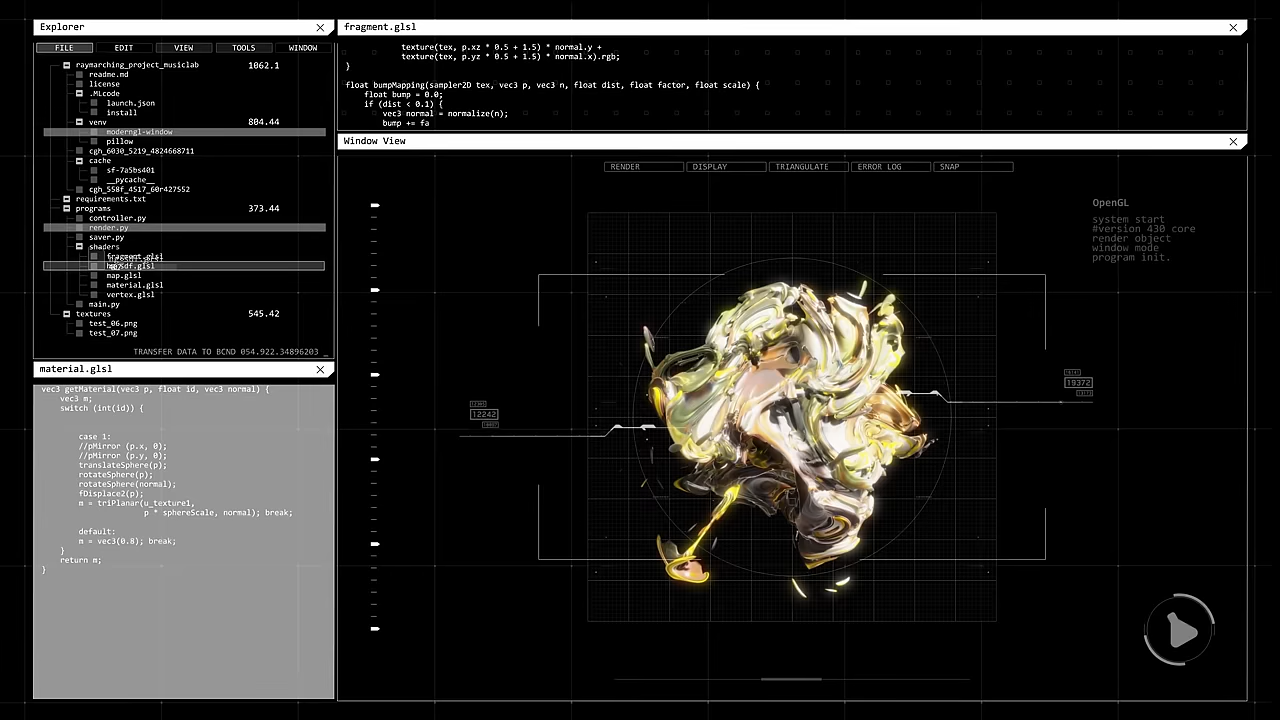 Explorer
FILE EDIT VIEW TOOLS WINDOW
raymarching_project_musiclab 1062.1
readme.md
license
.MLcode
launch.json
install
venv 804.44
moderngl-window
pillow
cgh_6030_5219_4824668711
cache
sf-7a5bs401
__pycache__
cgh_558f_4517_60r427552
requirements.txt
programs 373.44
controller.py
render.py
saver.py
shaders
fragment.glsl
map.glsl
material.glsl
vertex.glsl
main.py
textures 545.42
test_06.png
test_07.png
TRANSFER DATA TO BCND 054.922.34896203 _
material.glsl
vec3 getMaterial(vec3 p, float id, vec3 normal) {
vec3 m;
switch (int(id)) {
case 1:
//pMirror (p.x, 0);
//pMirror (p.y, 0);
translateSphere(p);
rotateSphere(p);
rotateSphere(normal);
fDisplace2(p);
m = triPlanar(u_texture1,
p * sphereScale, normal); break;
default:
m = vec3(0.8); break;
}
return m;
}
fragment.glsl
texture(tex, p.xz * 0.5 + 1.5) * normal.y +
texture(tex, p.yz * 0.5 + 1.5) * normal.x).rgb;
}
float bumpMapping(sampler2D tex, vec3 p, vec3 n, float dist, float factor, float scale) {
float bump = 0.0;
if (dist < 0.1) {
vec3 normal = normalize(n);
bump += fa
Window View
RENDER DISPLAY TRIANGULATE ERROR LOG SNAP
OpenGL
system start
#version 430 core
render object
window mode
program init.
19372
12242